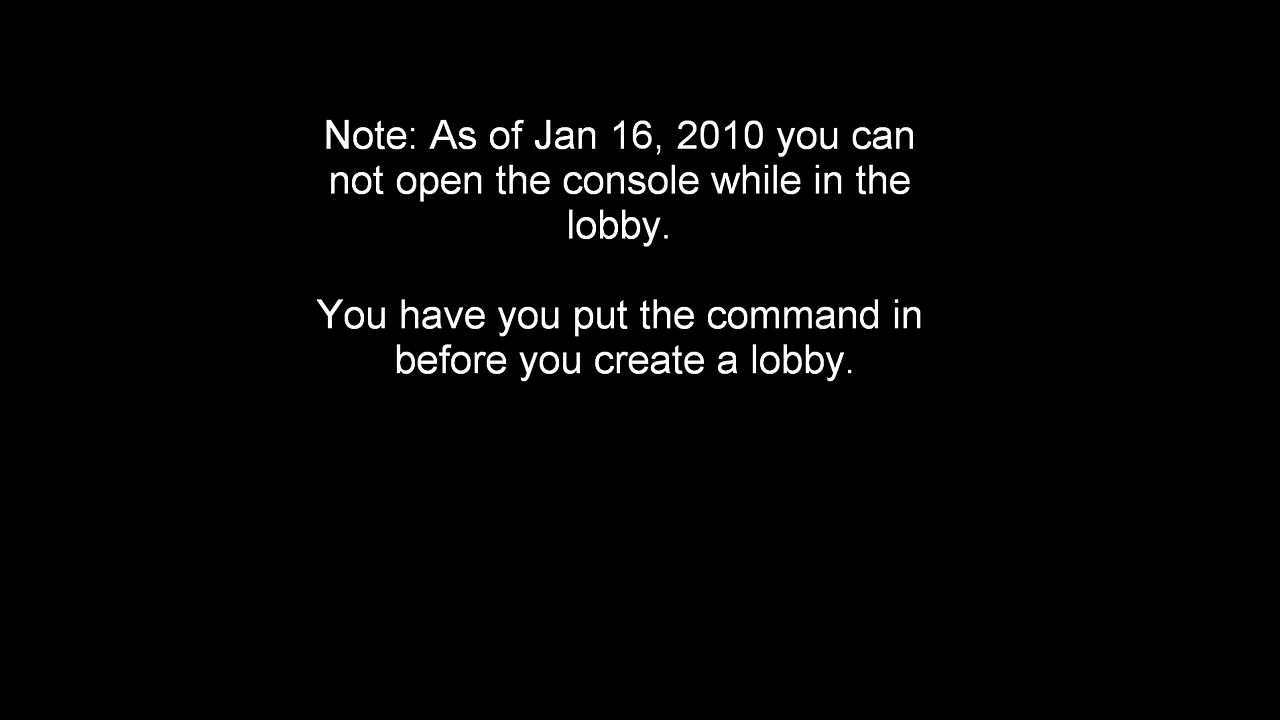 Note: As of Jan 16, 2010 you can
not open the console while in the
lobby.
You have you put the command in
before you create a lobby.